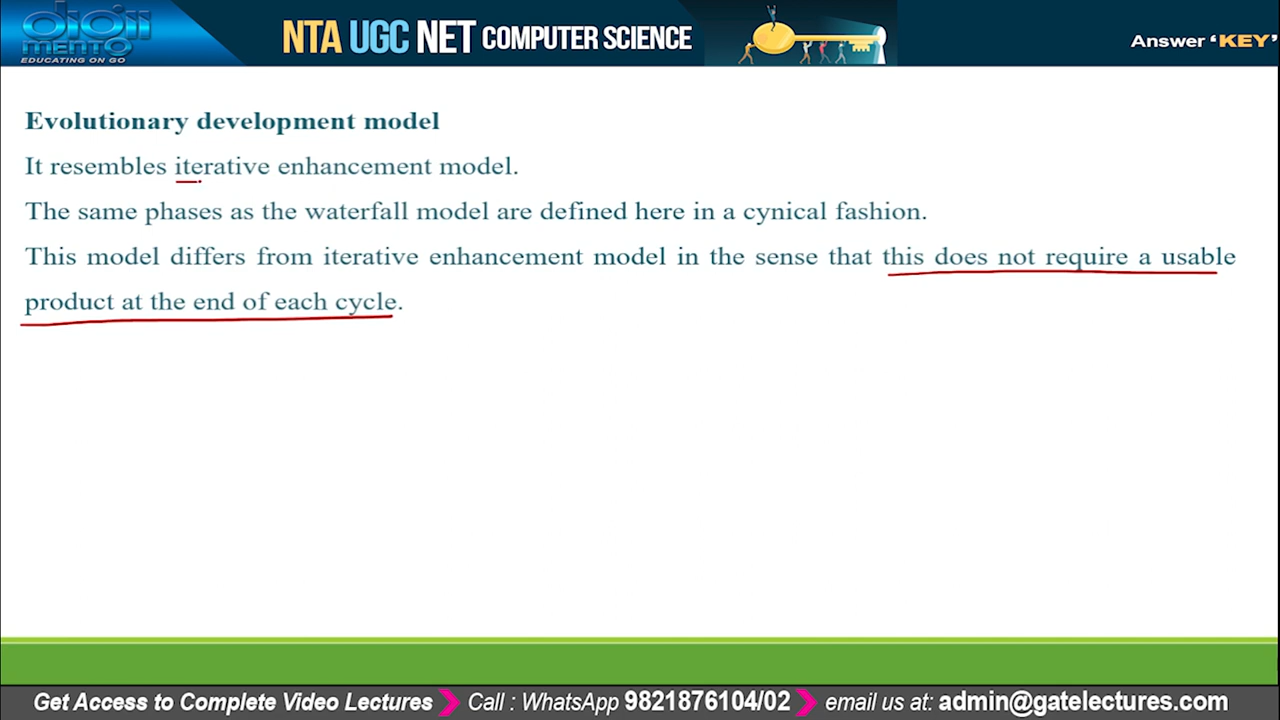 didii
MENTO
EDUCATING ON GO
NTA UGC NET COMPUTER SCIENCE
Answer ‘KEY’
Evolutionary development model
It resembles iterative enhancement model.
The same phases as the waterfall model are defined here in a cynical fashion.
This model differs from iterative enhancement model in the sense that this does not require a usable
product at the end of each cycle.
Get Access to Complete Video Lectures Call : WhatsApp 9821876104/02 email us at: admin@gatelectures.com